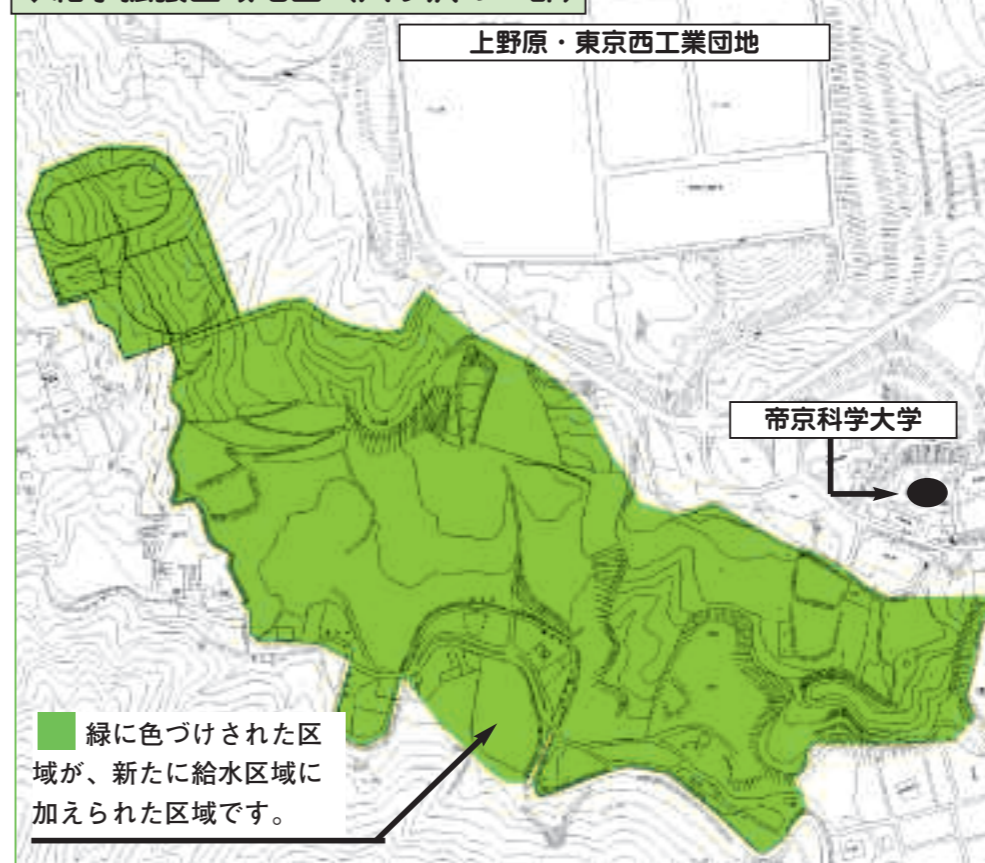 上野原・東京西工業団地
帝京科学大学
緑に色づけされた区
域が、新たに給水区域に
加えられた区域です。